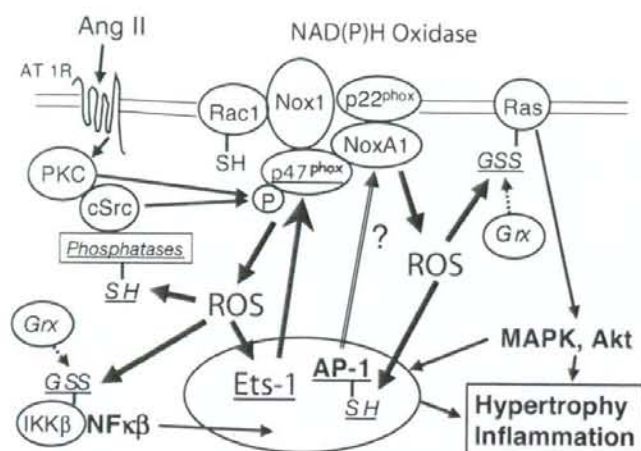 Ang II
NAD(P)H Oxidase
AT 1R
Rac1
Nox1
p22phox
Ras
SH
NoxA1
GSS
PKC
p47phox
P
cSrc
Grx
Phosphatases
?
ROS
SH
ROS
Grx
MAPK, Akt
GSS
Ets-1
AP-1
SH
IKKβ
NFκβ
Hypertrophy
Inflammation